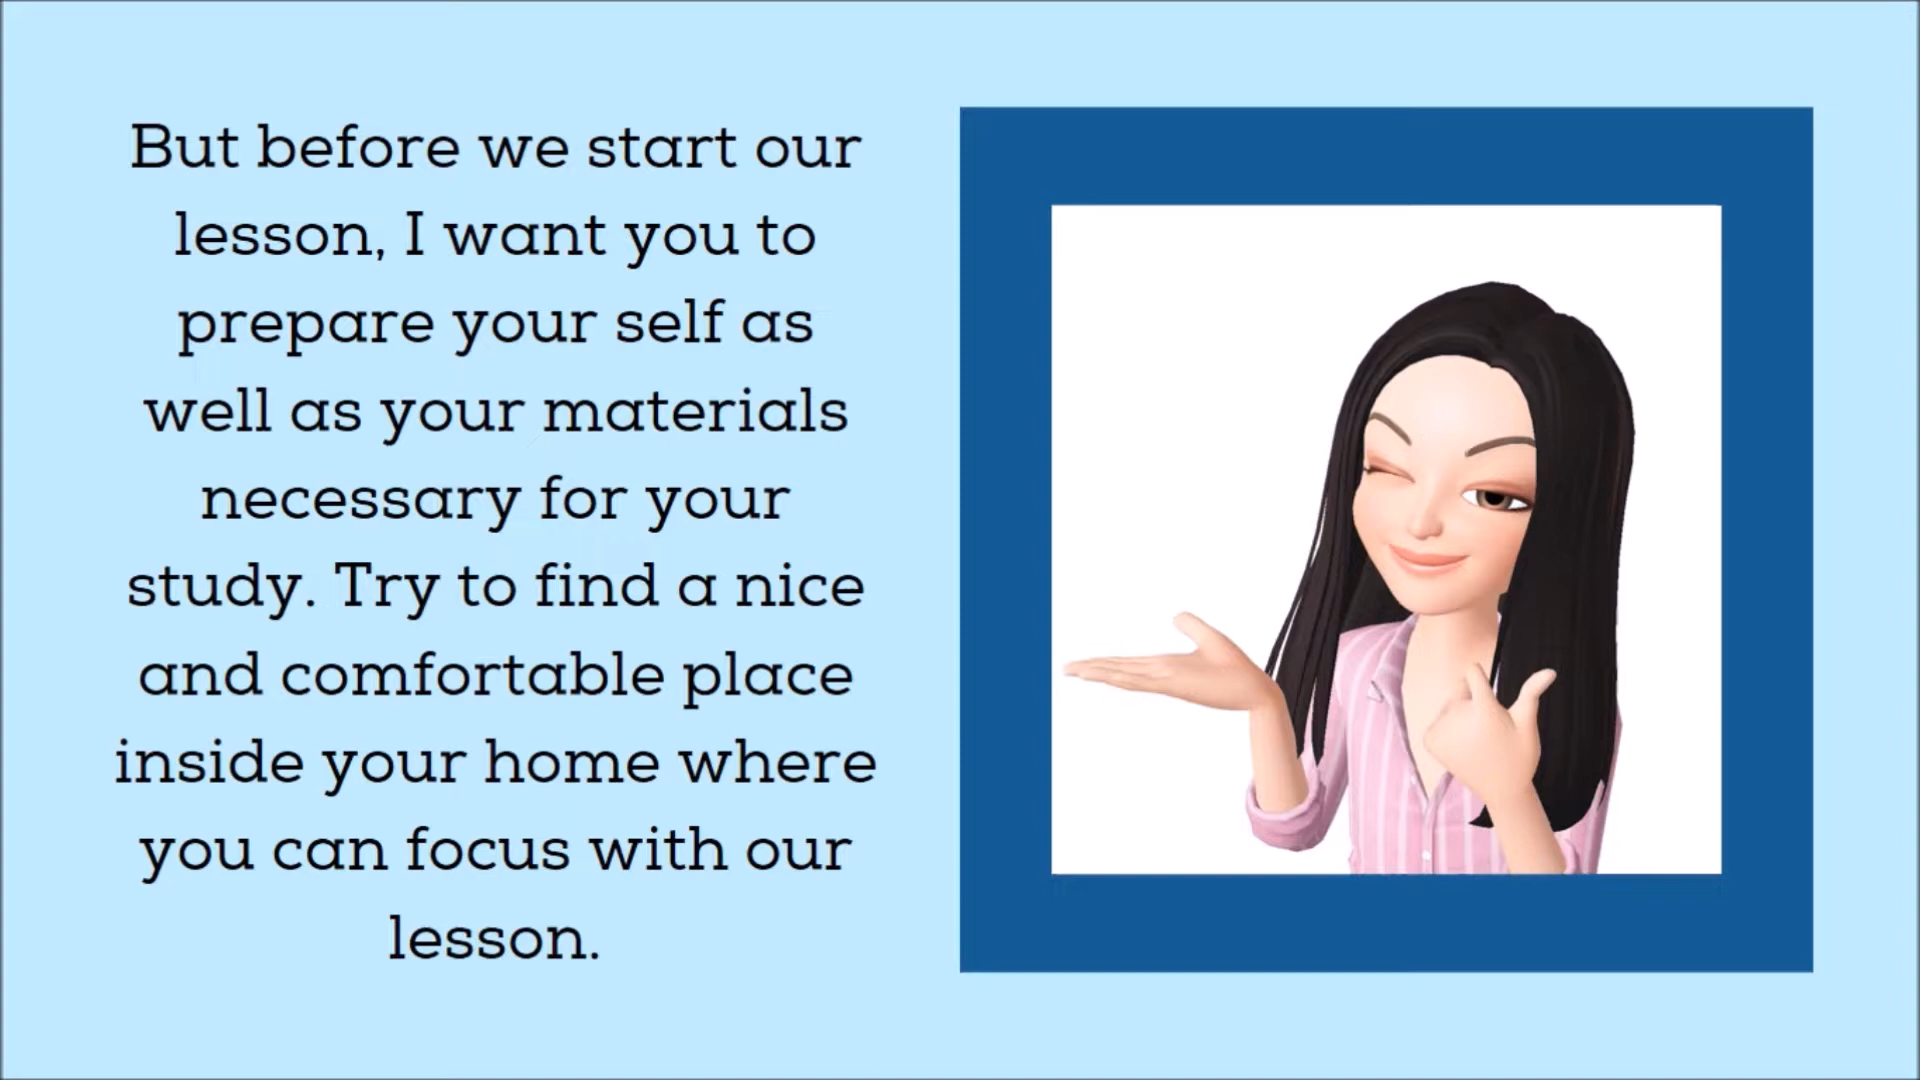 But before we start our
lesson, I want you to
prepare your self as
well as your materials
necessary for your
study. Try to find a nice
and comfortable place
inside your home where
you can focus with our
lesson.